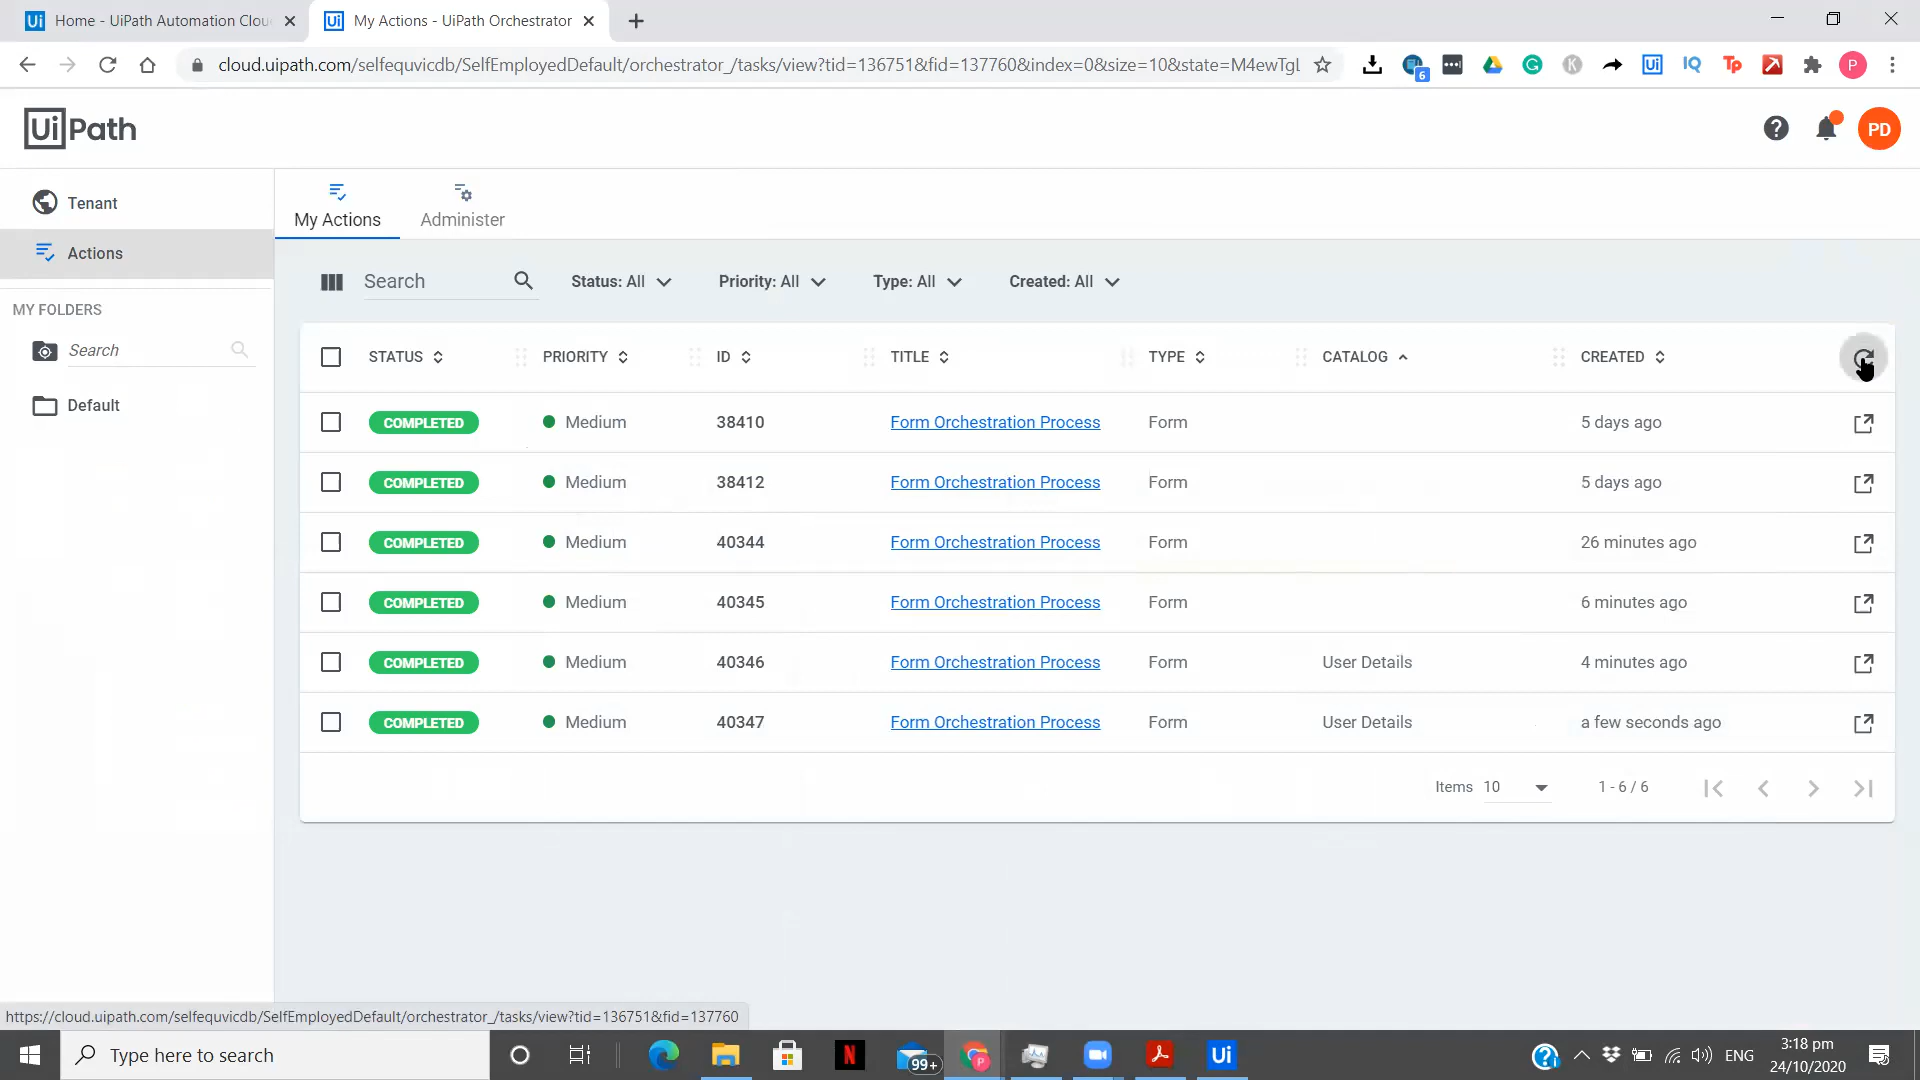 Home - UiPath Automation Clou
My Actions - UiPath Orchestrator
cloud.uipath.com/selfequvicdb/SelfEmployedDefault/orchestrator_/tasks/view?tid=136751&fid=137760&index=0&size=10&state=M4ewTgL
6
IQ
P
UiPath
PD
Tenant
Actions
MY FOLDERS
Search
Default
My Actions
Administer
Search
Status: All
Priority: All
Type: All
Created: All
STATUS PRIORITY ID TITLE TYPE CATALOG CREATED
COMPLETED Medium 38410 Form Orchestration Process Form 5 days ago
COMPLETED Medium 38412 Form Orchestration Process Form 5 days ago
COMPLETED Medium 40344 Form Orchestration Process Form 26 minutes ago
COMPLETED Medium 40345 Form Orchestration Process Form 6 minutes ago
COMPLETED Medium 40346 Form Orchestration Process Form User Details 4 minutes ago
COMPLETED Medium 40347 Form Orchestration Process Form User Details a few seconds ago
Items 10 1 - 6 / 6
https://cloud.uipath.com/selfequvicdb/SelfEmployedDefault/orchestrator_/tasks/view?tid=136751&fid=137760
Type here to search
99+
Ui
ENG
3:18 pm
24/10/2020